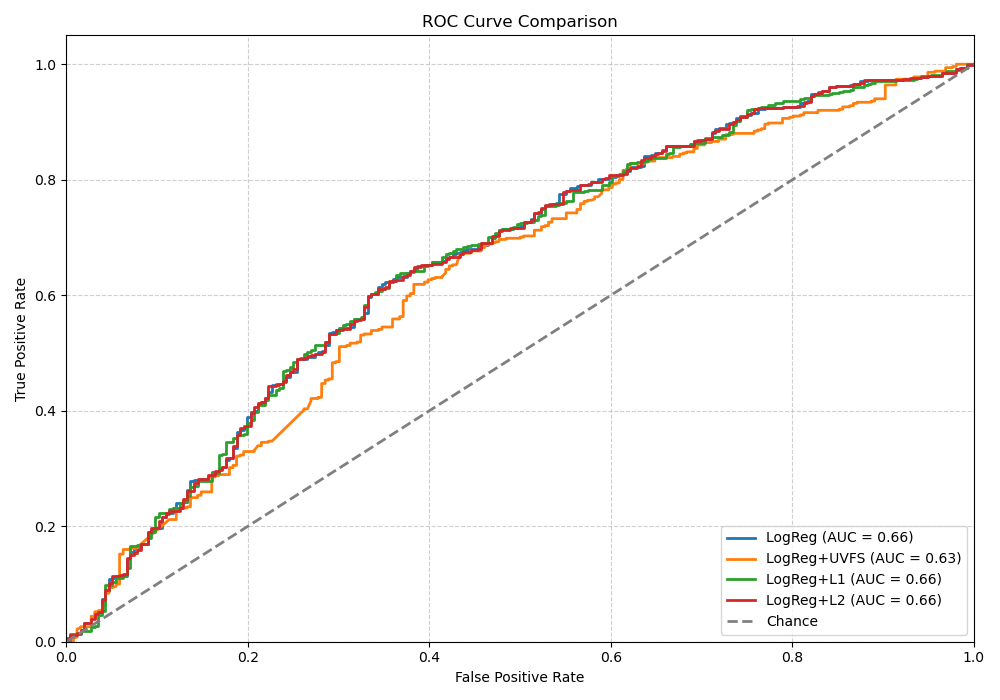 ROC Curve Comparison
True Positive Rate
1.0
0.8
0.6
0.4
0.2
0.0
0.0 0.2 0.4 0.6 0.8 1.0
False Positive Rate
LogReg (AUC = 0.66)
LogReg+UVFS (AUC = 0.63)
LogReg+L1 (AUC = 0.66)
LogReg+L2 (AUC = 0.66)
Chance